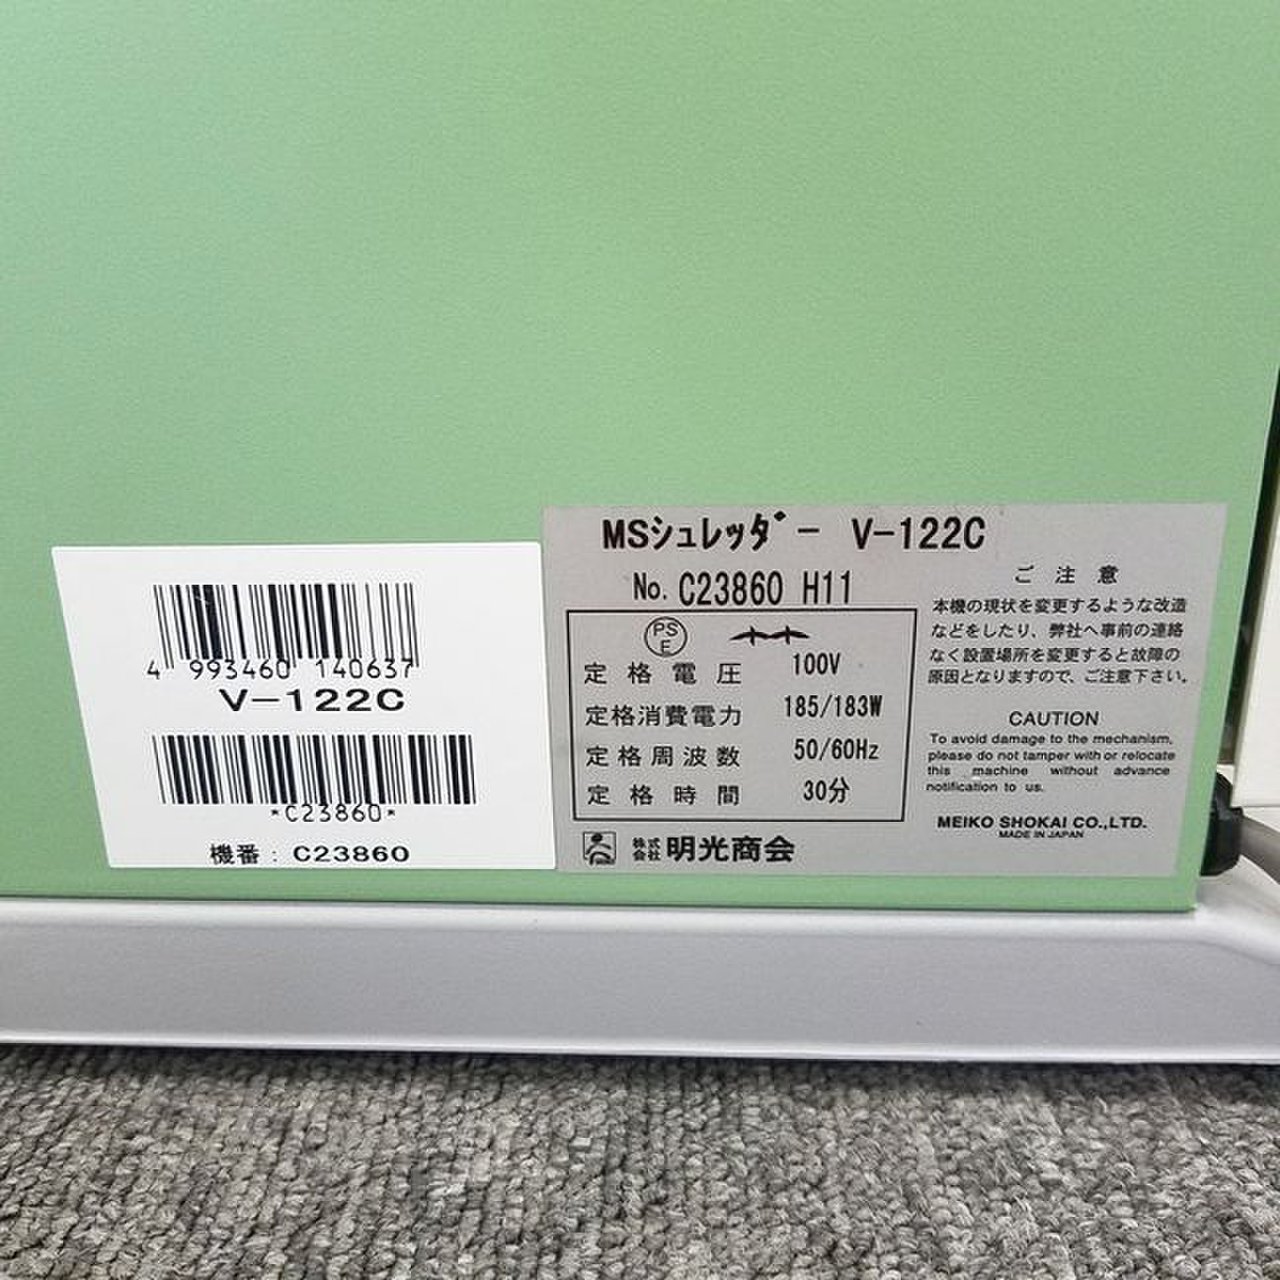 4 993460 140637
V-122C
*C23860*
機番：C23860
MSシュレッダー V-122C
No. C23860 H11
PS
E
定格電圧 100V
定格消費電力 185/183W
定格周波数 50/60Hz
定格時間 30分
株式
会社 明光商会
ご注意
本機の現状を変更するような改造
などをしたり、弊社へ事前の連絡
なく設置場所を変更すると故障の
原因となりますので、ご注意下さい。
CAUTION
To avoid damage to the mechanism,
please do not tamper with or relocate
this machine without advance
notification to us.
MEIKO SHOKAI CO.,LTD.
MADE IN JAPAN